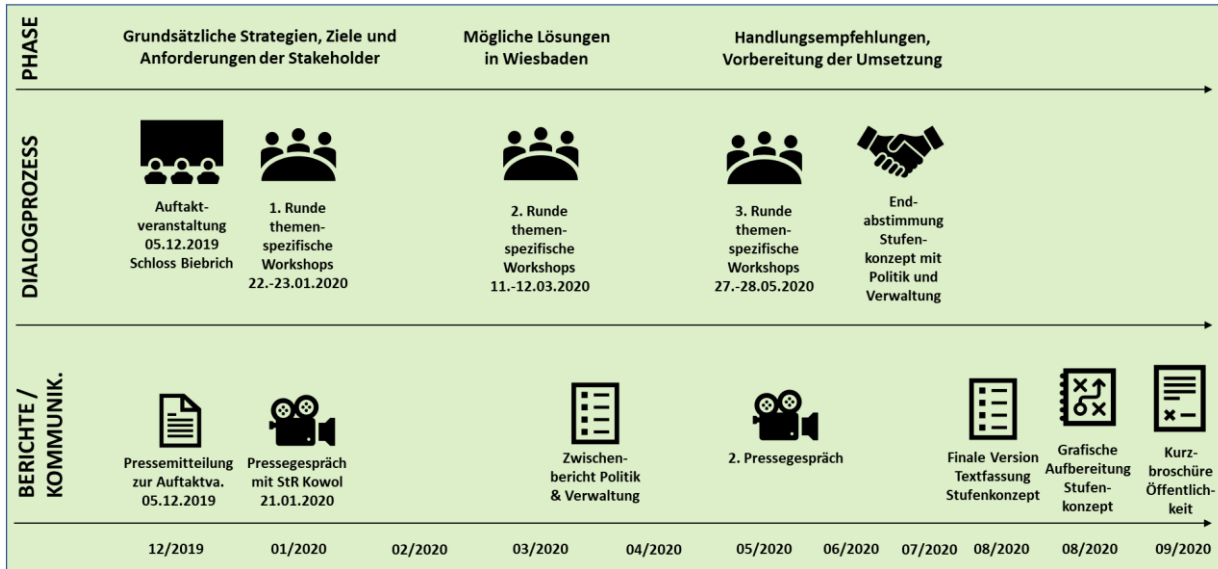 PHASE
Grundsätzliche Strategien, Ziele und
Anforderungen der Stakeholder
Mögliche Lösungen
in Wiesbaden
Handlungsempfehlungen,
Vorbereitung der Umsetzung
DIALOGPROZESS
Auftakt-
veranstaltung
05.12.2019
Schloss Biebrich
1. Runde
themen-
spezifische
Workshops
22.-23.01.2020
2. Runde
themen-
spezifische
Workshops
11.-12.03.2020
3. Runde
themen-
spezifische
Workshops
27.-28.05.2020
End-
abstimmung
Stufen-
konzept mit
Politik und
Verwaltung
BERICHTE /
KOMMUNIK.
Pressemitteilung
zur Auftaktva.
05.12.2019
Pressegespräch
mit StR Kowol
21.01.2020
Zwischen-
bericht Politik
& Verwaltung
2. Pressegespräch
Finale Version
Textfassung
Stufenkonzept
Grafische
Aufbereitung
Stufen-
konzept
Kurz-
broschüre
Öffentlich-
keit
12/2019
01/2020
02/2020
03/2020
04/2020
05/2020
06/2020
07/2020
08/2020
08/2020
09/2020